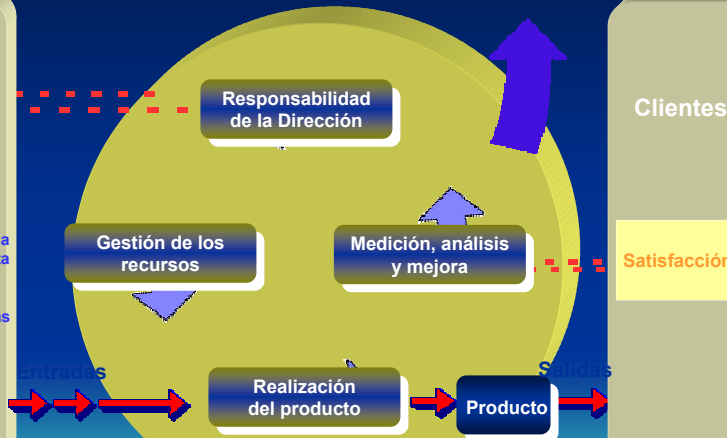 Responsabilidad
de la Dirección
Clientes
Gestión de los
recursos
Medición, análisis
y mejora
Satisfacción
Entradas
Salidas
Realización
del producto
Producto